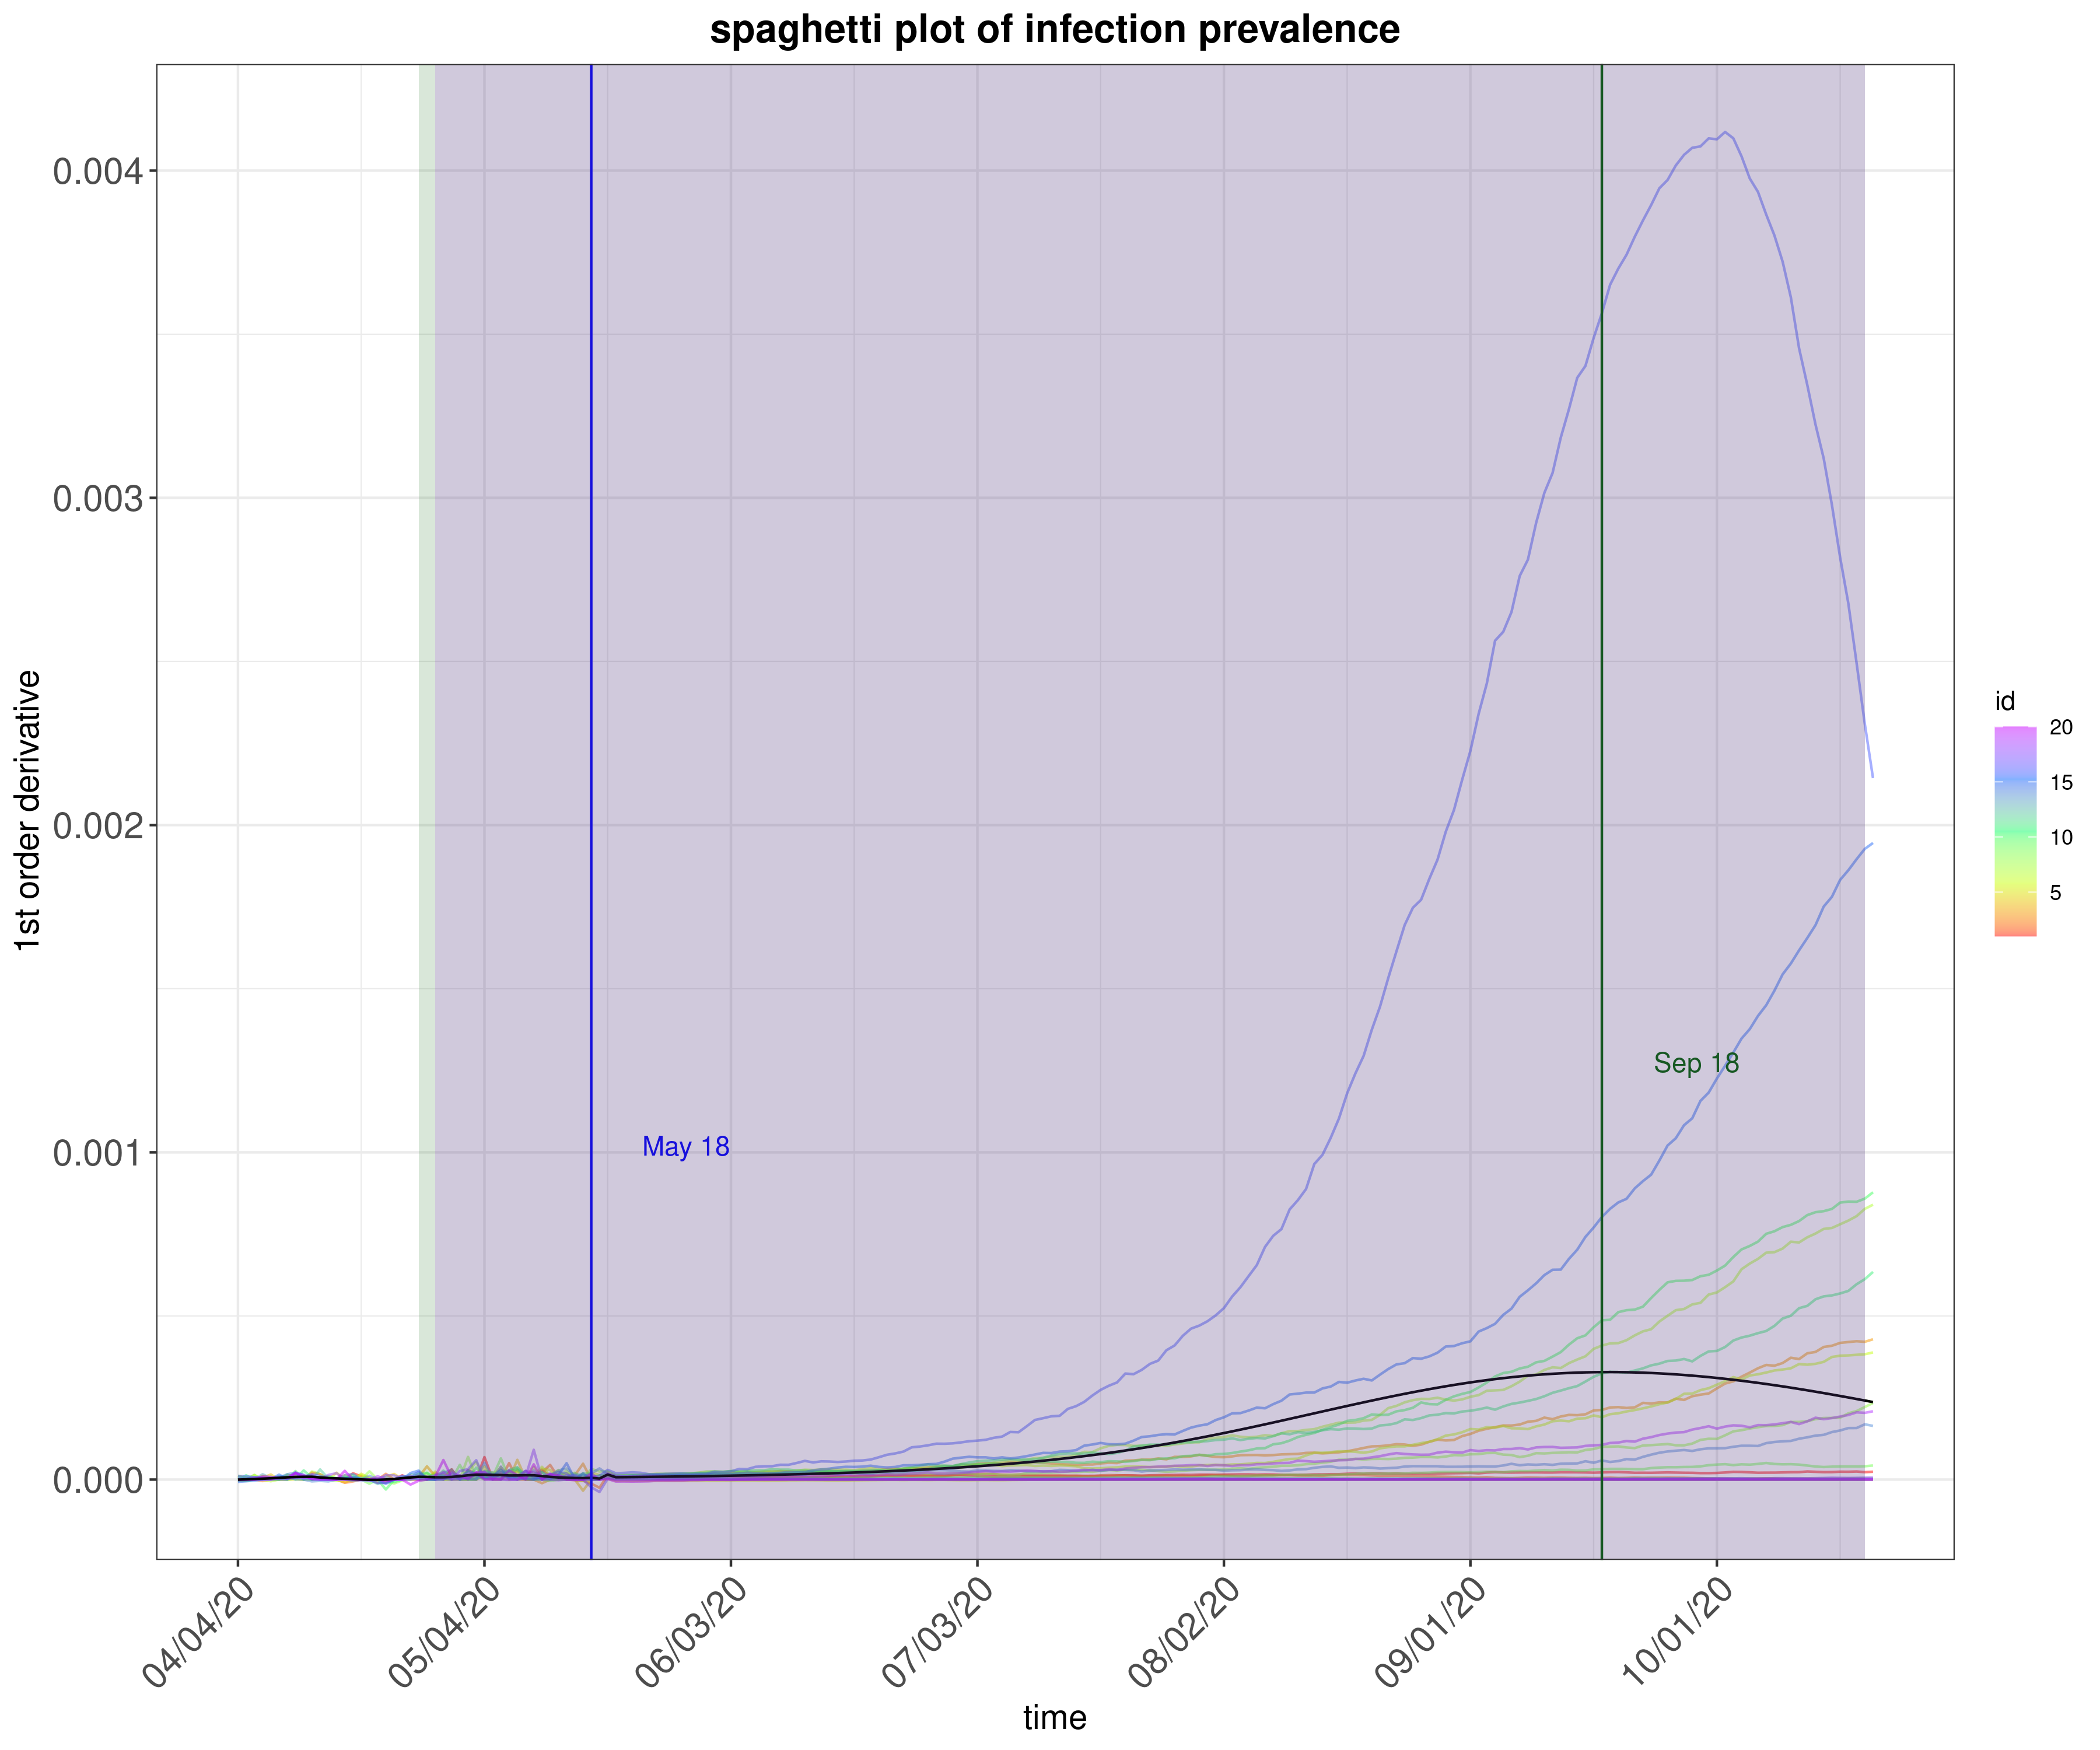 spaghetti plot of infection prevalence
1st order derivative
0.004
0.003
0.002
0.001
0.000
May 18
Sep 18
04/04/20
05/04/20
06/03/20
07/03/20
08/02/20
09/01/20
10/01/20
time
id
20
15
10
5